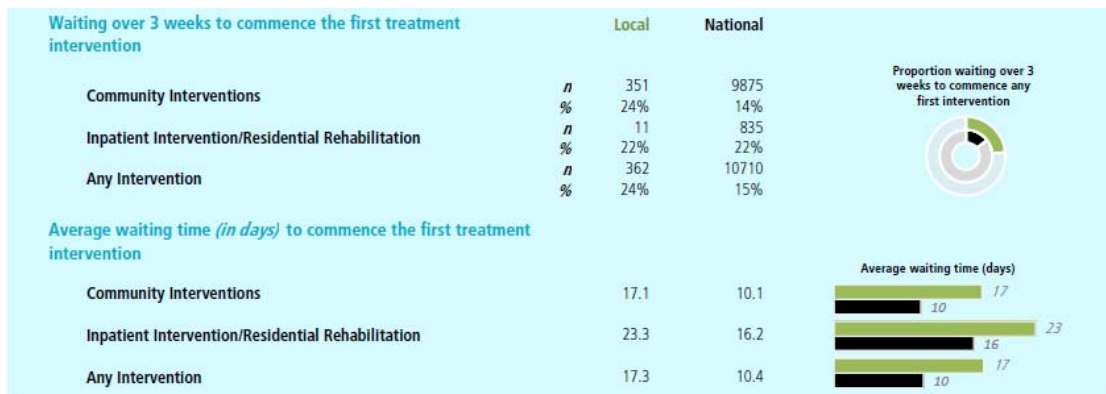 Waiting over 3 weeks to commence the first treatment
intervention
Local National
Proportion waiting over 3
weeks to commence any
first intervention
Community Interventions
n 351 9875
% 24% 14%
Inpatient Intervention/Residential Rehabilitation
n 11 835
% 22% 22%
Any Intervention
n 362 10710
% 24% 15%
Average waiting time (in days) to commence the first treatment
intervention
Average waiting time (days)
Community Interventions 17.1 10.1
17
10
Inpatient Intervention/Residential Rehabilitation 23.3 16.2
23
16
Any Intervention 17.3 10.4
17
10